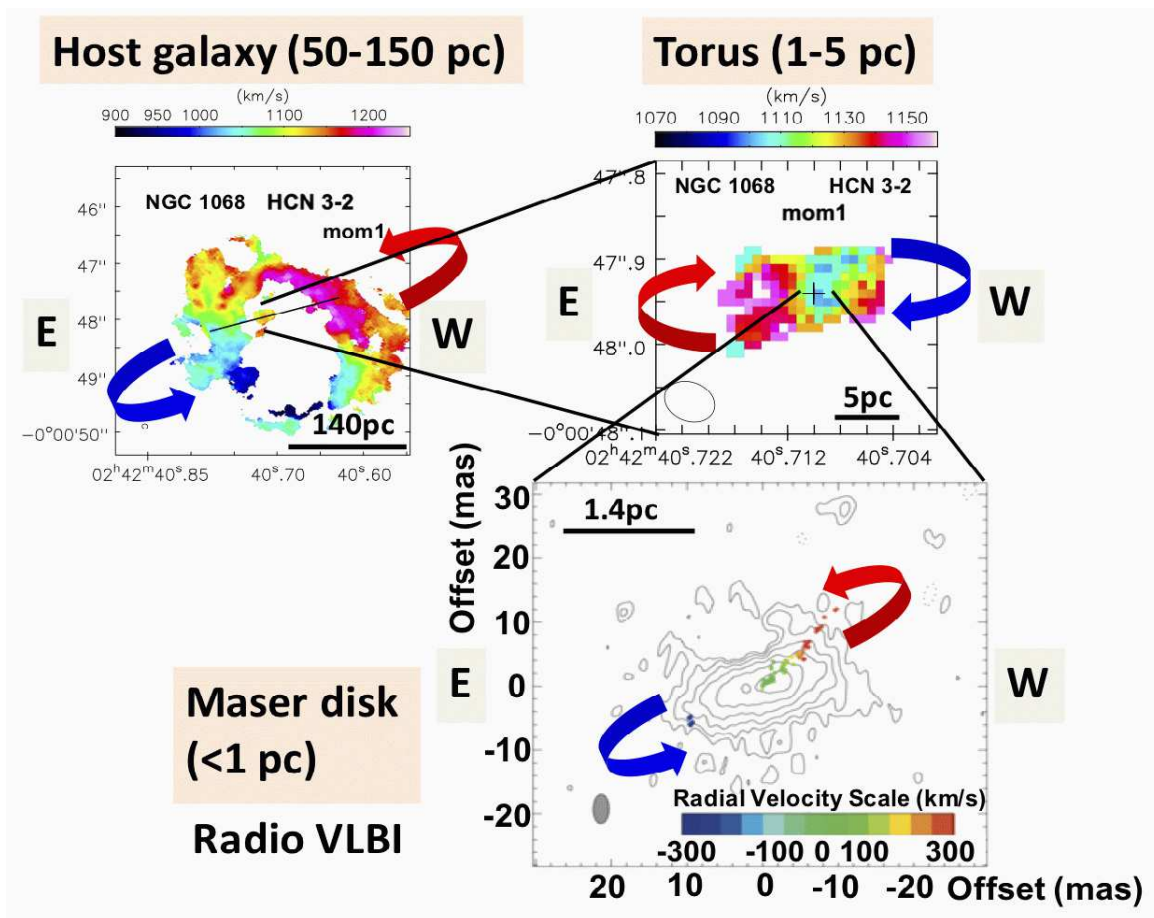 Host galaxy (50-150 pc)
(km/s)
900 950 1000 1100 1200
NGC 1068 HCN 3-2
mom1
46″
47″
48″
49″
−0°00′50″
E
W
140pc
02ʰ42ᵐ40ˢ.85 40ˢ.70 40ˢ.60
Torus (1-5 pc)
(km/s)
1070 1090 1110 1130 1150
NGC 1068 HCN 3-2
mom1
47″.8
47″.9
48″.0
−0°00′48″.1
E
W
5pc
02ʰ42ᵐ40ˢ.722 40ˢ.712 40ˢ.704
Maser disk
(<1 pc)
Radio VLBI
Offset (mas)
30
20
10
0
-10
-20
1.4pc
E
W
Radial Velocity Scale (km/s)
-300 -100 0 100 300
20 10 0 -10 -20 Offset (mas)